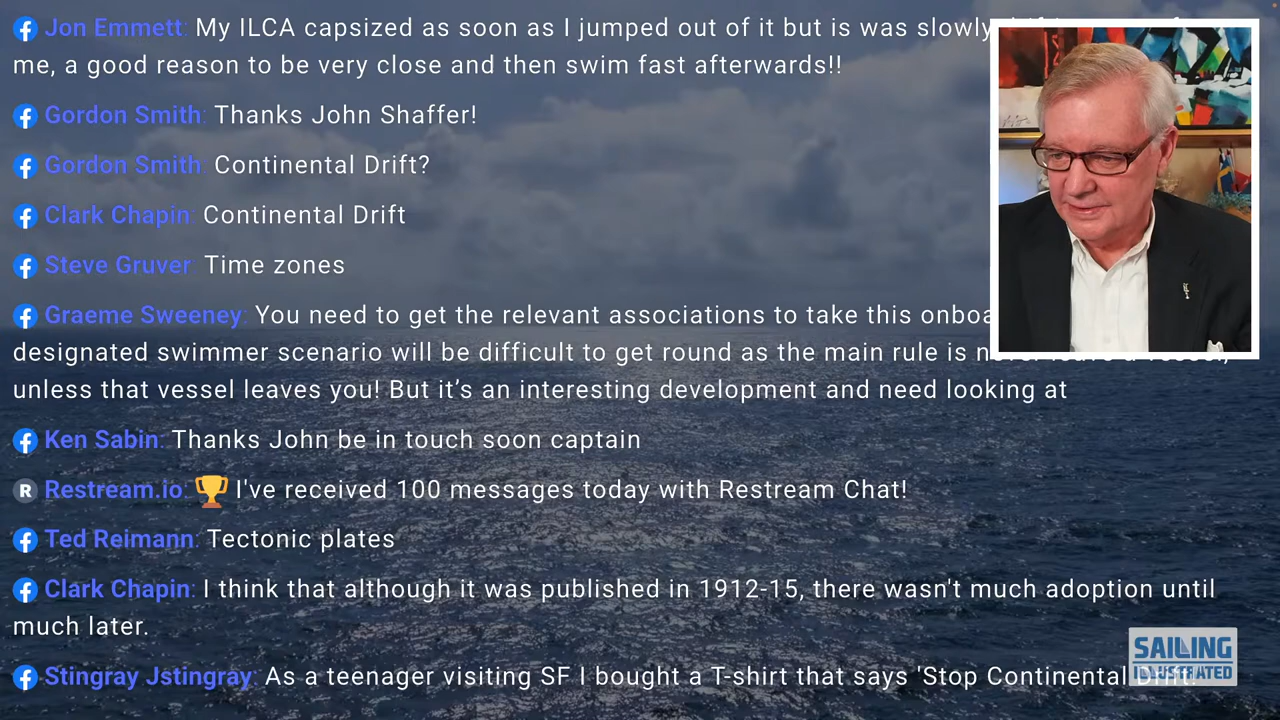 Jon Emmett: My ILCA capsized as soon as I jumped out of it but is was slowly
me, a good reason to be very close and then swim fast afterwards!!
Gordon Smith: Thanks John Shaffer!
Gordon Smith: Continental Drift?
Clark Chapin: Continental Drift
Steve Gruver: Time zones
Graeme Sweeney: You need to get the relevant associations to take this
designated swimmer scenario will be difficult to get round as the main rule is
unless that vessel leaves you! But it’s an interesting development and need looking at
Ken Sabin: Thanks John be in touch soon captain
R Restream.io: 🏆 I've received 100 messages today with Restream Chat!
Ted Reimann: Tectonic plates
Clark Chapin: I think that although it was published in 1912-15, there wasn't much adoption until
much later.
Stingray Jstingray: As a teenager visiting SF I bought a T-shirt that says 'Stop Continental Drift!'
SAILING
ILLUSTRATED